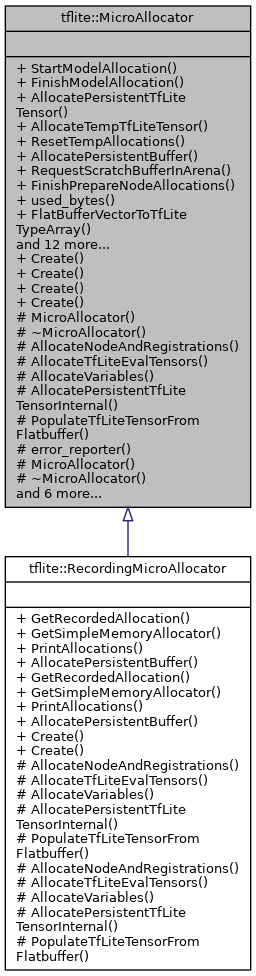 tflite::MicroAllocator
+ StartModelAllocation()
+ FinishModelAllocation()
+ AllocatePersistentTfLite
Tensor()
+ AllocateTempTfLiteTensor()
+ ResetTempAllocations()
+ AllocatePersistentBuffer()
+ RequestScratchBufferInArena()
+ FinishPrepareNodeAllocations()
+ used_bytes()
+ FlatBufferVectorToTfLite
TypeArray()
and 12 more...
+ Create()
+ Create()
+ Create()
+ Create()
# MicroAllocator()
# ~MicroAllocator()
# AllocateNodeAndRegistrations()
# AllocateTfLiteEvalTensors()
# AllocateVariables()
# AllocatePersistentTfLite
TensorInternal()
# PopulateTfLiteTensorFrom
Flatbuffer()
# error_reporter()
# MicroAllocator()
# ~MicroAllocator()
and 6 more...
tflite::RecordingMicroAllocator
+ GetRecordedAllocation()
+ GetSimpleMemoryAllocator()
+ PrintAllocations()
+ AllocatePersistentBuffer()
+ GetRecordedAllocation()
+ GetSimpleMemoryAllocator()
+ PrintAllocations()
+ AllocatePersistentBuffer()
+ Create()
+ Create()
# AllocateNodeAndRegistrations()
# AllocateTfLiteEvalTensors()
# AllocateVariables()
# AllocatePersistentTfLite
TensorInternal()
# PopulateTfLiteTensorFrom
Flatbuffer()
# AllocateNodeAndRegistrations()
# AllocateTfLiteEvalTensors()
# AllocateVariables()
# AllocatePersistentTfLite
TensorInternal()
# PopulateTfLiteTensorFrom
Flatbuffer()